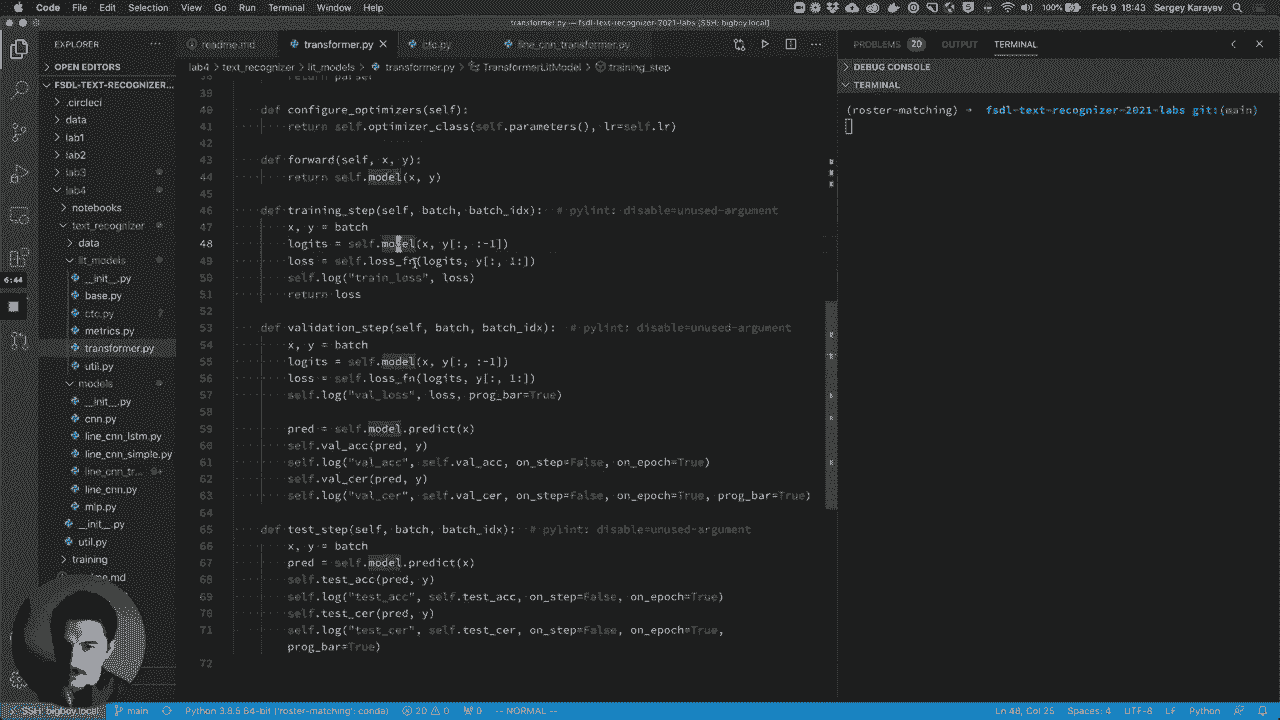 Code File Edit Selection View Go Run Terminal Window Help 100% Feb 9 18:43 Sergey Karayev
transformer.py — fsdl-text-recognizer-2021-labs [SSH: bigboy.local]
EXPLORER
readme.md
transformer.py
ctc.py
line_cnn_transformer.py
PROBLEMS 20 OUTPUT TERMINAL
OPEN EDITORS
FSDL-TEXT-RECOGNIZER...
.circleci
data
lab1
lab2
lab3
lab4
notebooks
text_recognizer
data
lit_models
__init__.py
base.py
ctc.py 2
metrics.py
transformer.py
util.py
models
__init__.py
cnn.py
line_cnn_lstm.py
line_cnn_simple.py
line_cnn_tr... 9+
line_cnn.py
mlp.py
__init__.py
util.py
training
6:44
lab4 > text_recognizer > lit_models > transformer.py > TransformerLitModel > training_step
38 return parser
39
40 def configure_optimizers(self):
41 return self.optimizer_class(self.parameters(), lr=self.lr)
42
43 def forward(self, x, y):
44 return self.model(x, y)
45
46 def training_step(self, batch, batch_idx): # pylint: disable=unused-argument
47 x, y = batch
48 logits = self.model(x, y[:, :-1])
49 loss = self.loss_fn(logits, y[:, 1:])
50 self.log("train_loss", loss)
51 return loss
52
53 def validation_step(self, batch, batch_idx): # pylint: disable=unused-argument
54 x, y = batch
55 logits = self.model(x, y[:, :-1])
56 loss = self.loss_fn(logits, y[:, 1:])
57 self.log("val_loss", loss, prog_bar=True)
58
59 pred = self.model.predict(x)
60 self.val_acc(pred, y)
61 self.log("val_acc", self.val_acc, on_step=False, on_epoch=True)
62 self.val_cer(pred, y)
63 self.log("val_cer", self.val_cer, on_step=False, on_epoch=True, prog_bar=True)
64
65 def test_step(self, batch, batch_idx): # pylint: disable=unused-argument
66 x, y = batch
67 pred = self.model.predict(x)
68 self.test_acc(pred, y)
69 self.log("test_acc", self.test_acc, on_step=False, on_epoch=True)
70 self.test_cer(pred, y)
71 self.log("test_cer", self.test_cer, on_step=False, on_epoch=True,
prog_bar=True)
72
DEBUG CONSOLE
TERMINAL
(roster-matching) → fsdl-text-recognizer-2021-labs git:(main)
SSH: bigboy.local main Python 3.8.5 64-bit ('roster-matching': conda) 20 0 0 -- NORMAL -- Ln 48, Col 25 Spaces: 4 UTF-8 LF Python